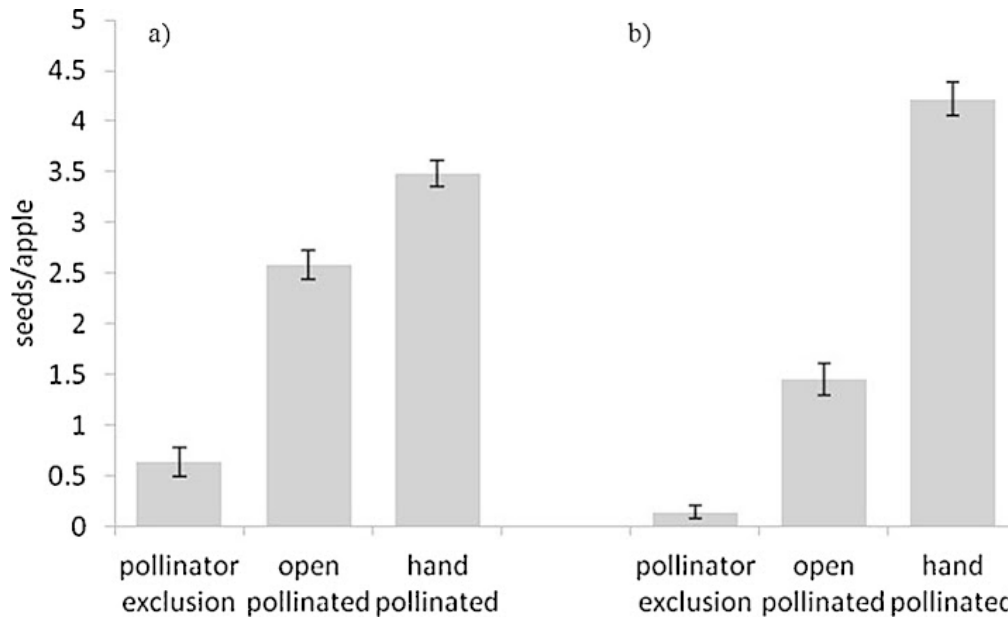 a)
b)
seeds/apple
5
4.5
4
3.5
3
2.5
2
1.5
1
0.5
0
pollinator exclusion
open pollinated
hand pollinated
pollinator exclusion
open pollinated
hand pollinated